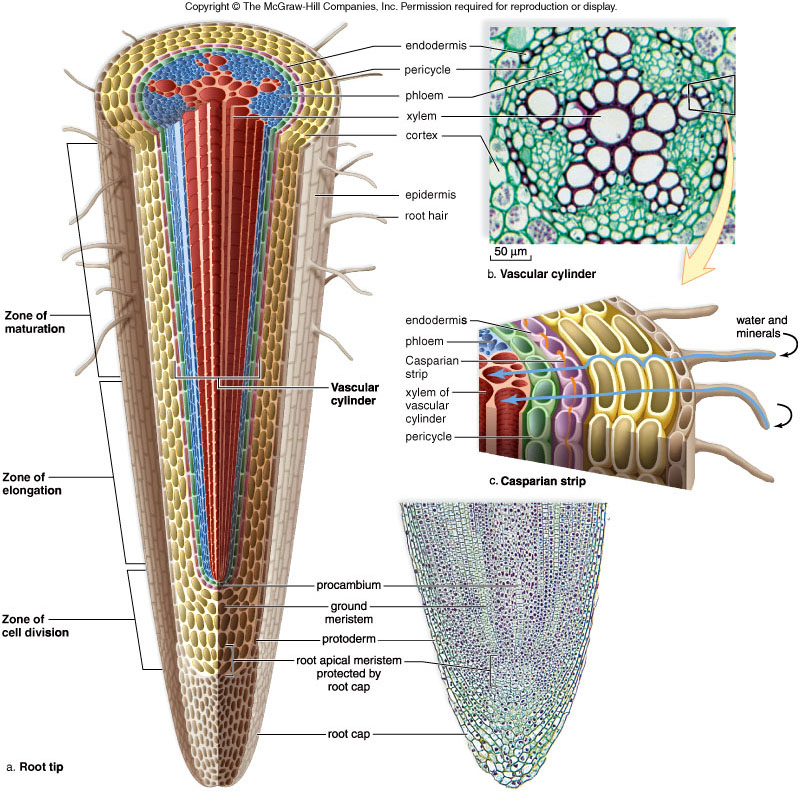 Copyright © The McGraw-Hill Companies, Inc. Permission required for reproduction or display.
endodermis
pericycle
phloem
xylem
cortex
epidermis
root hair
50 µm
b. Vascular cylinder
Zone of
maturation
Vascular
cylinder
endodermis
phloem
Casparian
strip
xylem of
vascular
cylinder
pericycle
water and
minerals
c. Casparian strip
Zone of
elongation
procambium
ground
meristem
protoderm
root apical meristem
protected by
root cap
Zone of
cell division
root cap
a. Root tip